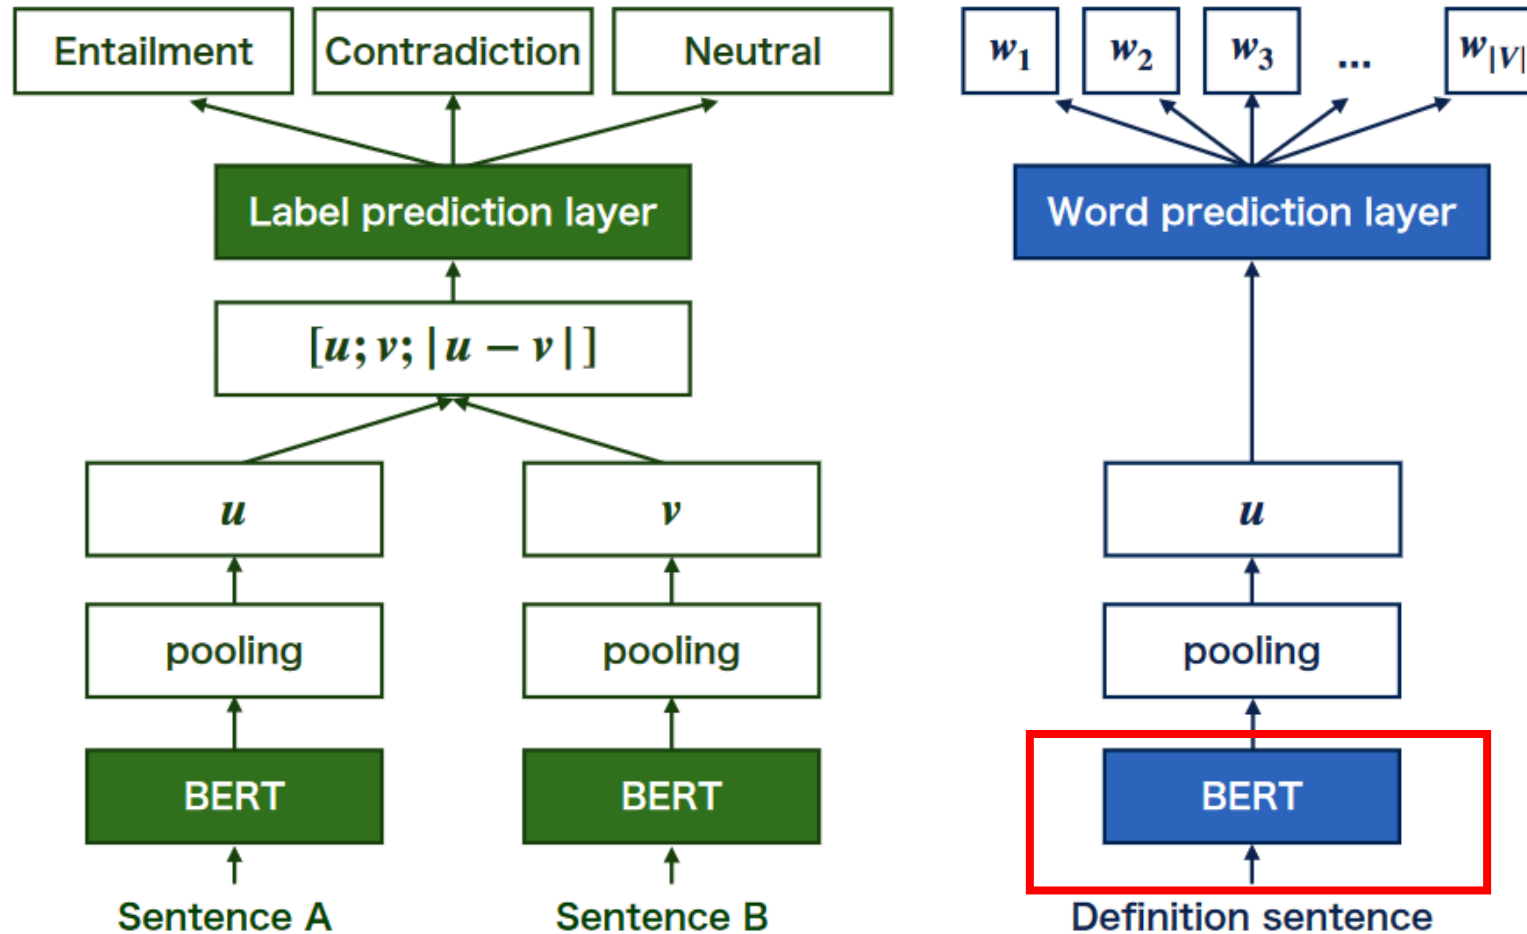 Entailment Contradiction Neutral
Label prediction layer
[u; v; | u − v | ]
u v
pooling pooling
BERT BERT
Sentence A Sentence B
w1 w2 w3 ... w|V|
Word prediction layer
u
pooling
BERT
Definition sentence